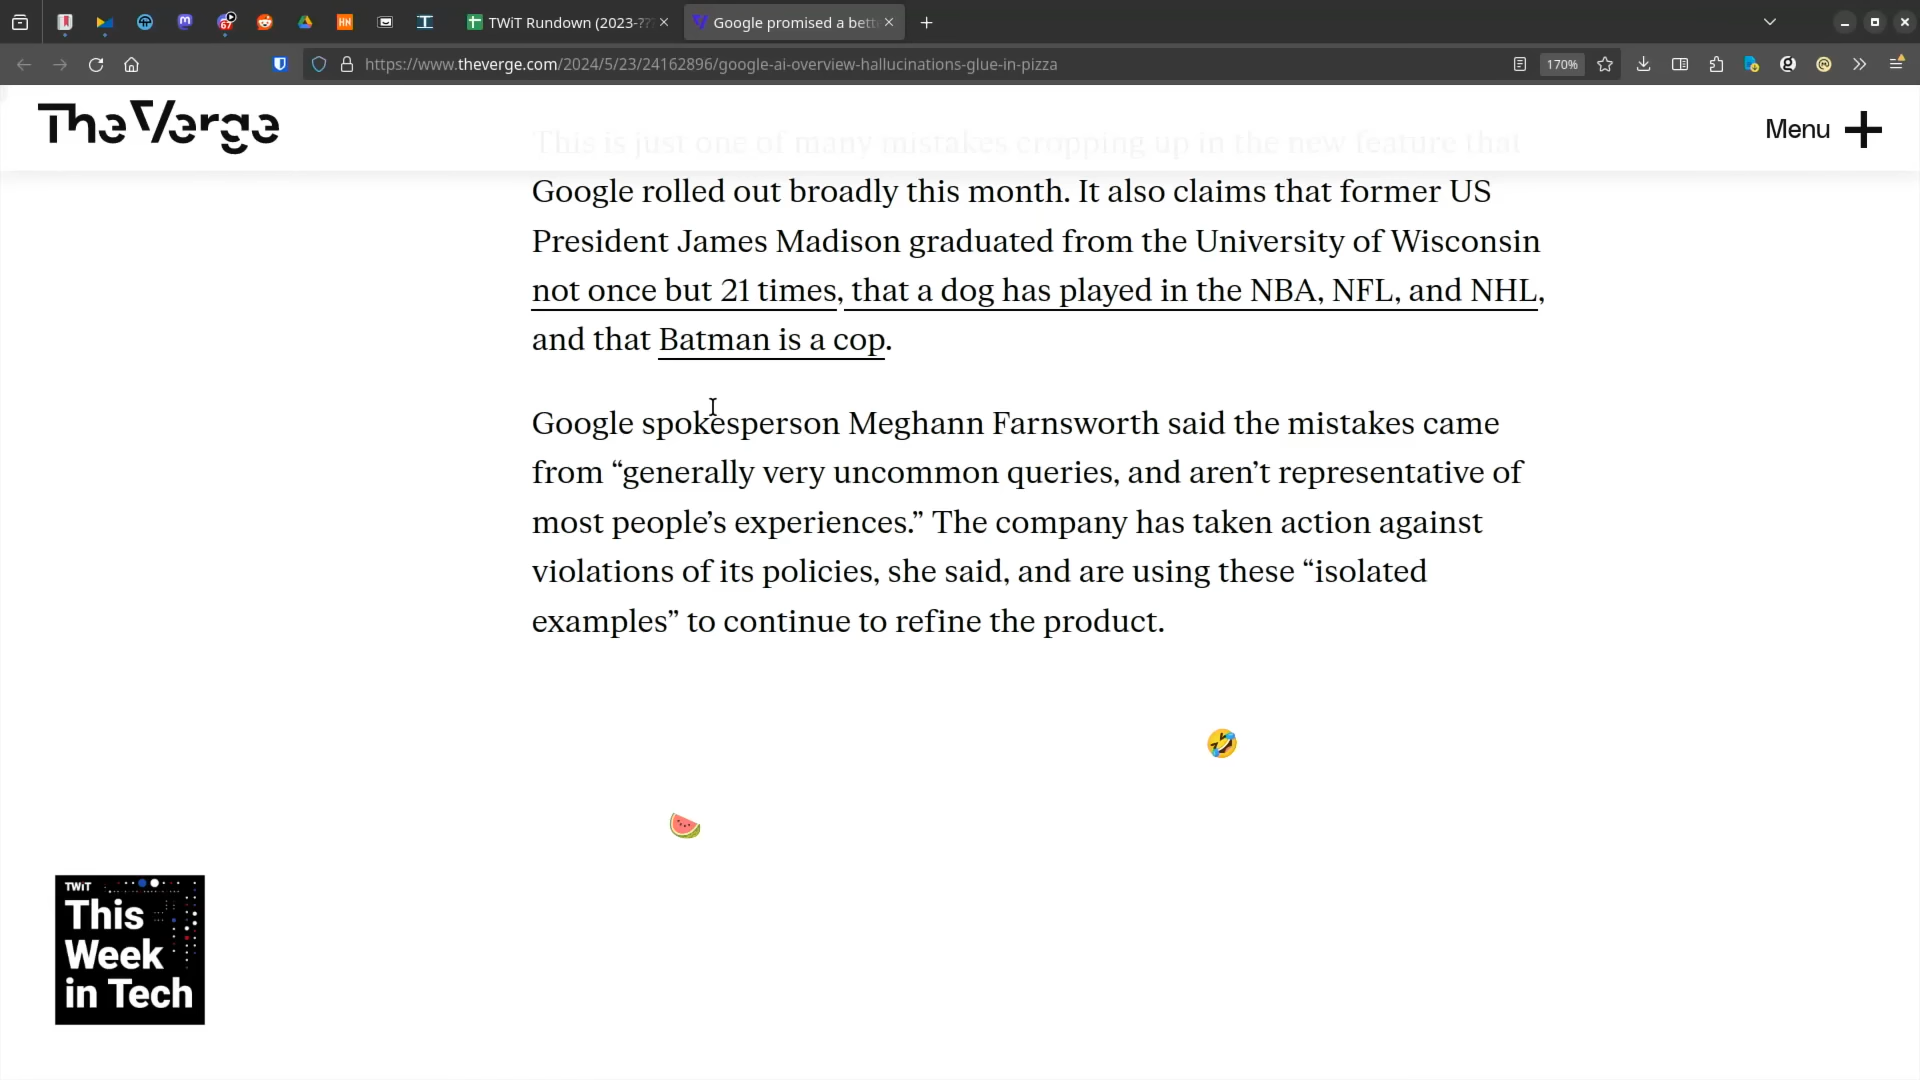 TWiT Rundown (2023-???
Google promised a bett
67
HN
https://www.theverge.com/2024/5/23/24162896/google-ai-overview-hallucinations-glue-in-pizza
170%
The Verge
Menu
This is just one of many mistakes cropping up in the new feature that
Google rolled out broadly this month. It also claims that former US
President James Madison graduated from the University of Wisconsin
not once but 21 times, that a dog has played in the NBA, NFL, and NHL,
and that Batman is a cop.
Google spokesperson Meghann Farnsworth said the mistakes came
from “generally very uncommon queries, and aren’t representative of
most people’s experiences.” The company has taken action against
violations of its policies, she said, and are using these “isolated
examples” to continue to refine the product.
TWiT
This
Week
in Tech